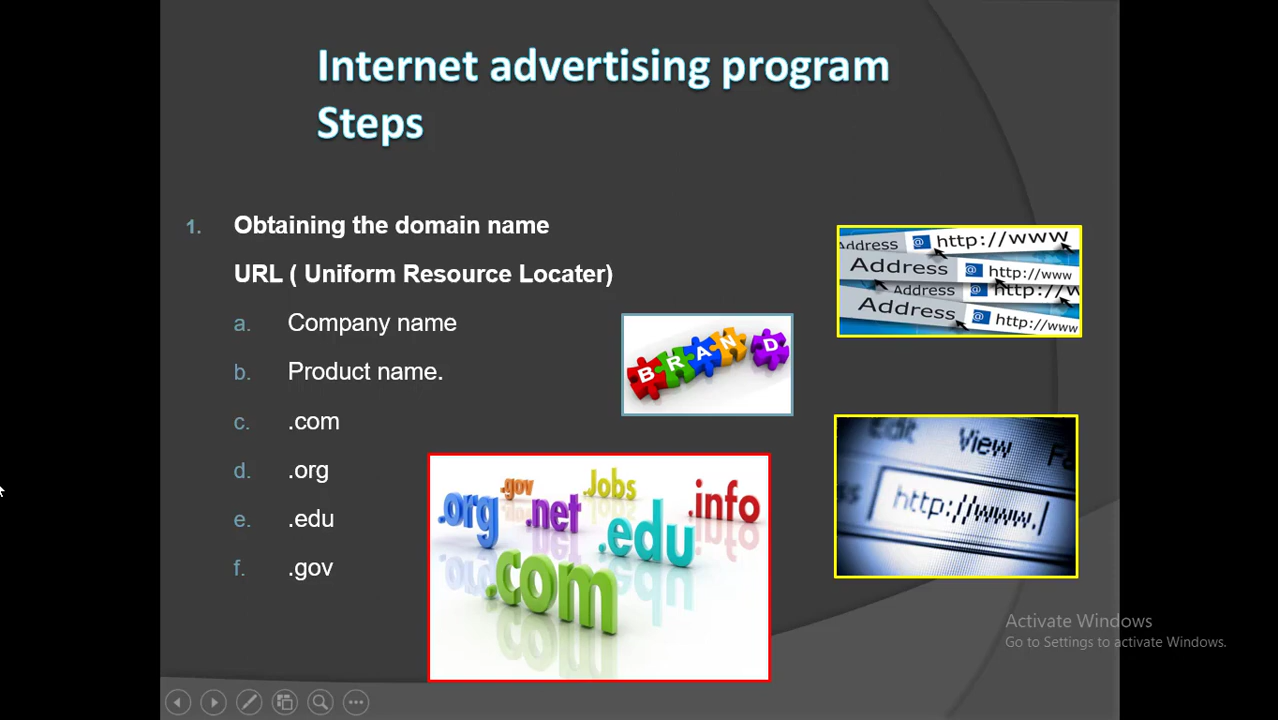 Internet advertising program
Steps
1. Obtaining the domain name
URL ( Uniform Resource Locater)
a. Company name
b. Product name.
c. .com
d. .org
e. .edu
f. .gov
BRAND
Address @ http://www
Address @ http://www
Address @ http://W
Address @ http://www
.gov .Jobs
.org .net .info
.edu
.com
Edit View
http://www.
Activate Windows
Go to Settings to activate Windows.